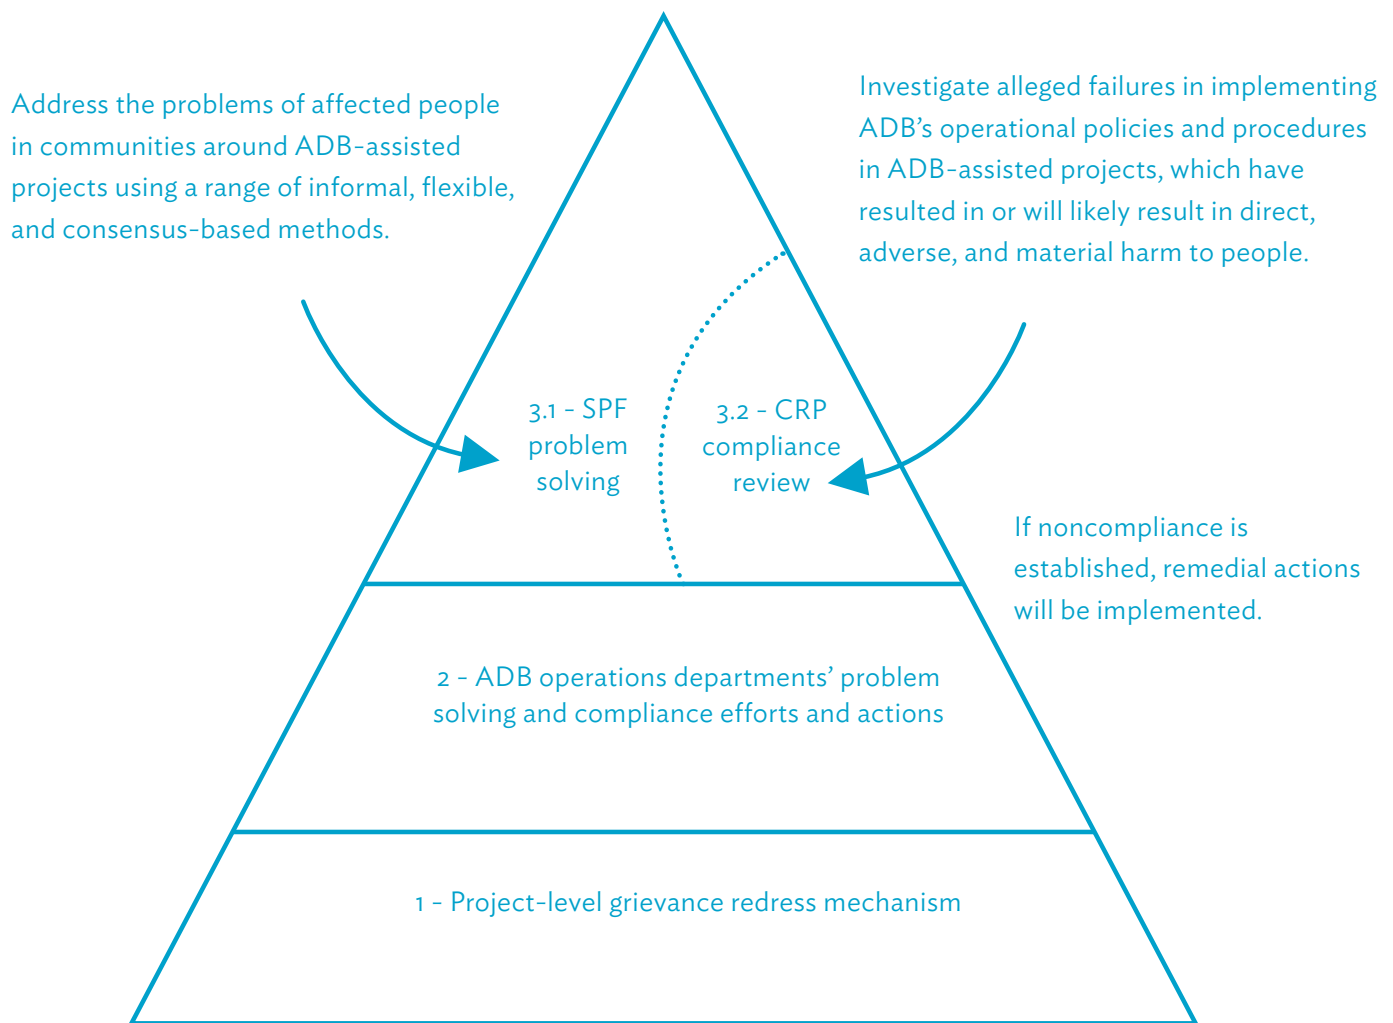 Address the problems of affected people
in communities around ADB-assisted
projects using a range of informal, flexible,
and consensus-based methods.
Investigate alleged failures in implementing
ADB’s operational policies and procedures
in ADB-assisted projects, which have
resulted in or will likely result in direct,
adverse, and material harm to people.
3.1 - SPF
problem
solving
3.2 - CRP
compliance
review
If noncompliance is
established, remedial actions
will be implemented.
2 - ADB operations departments’ problem
solving and compliance efforts and actions
1 - Project-level grievance redress mechanism